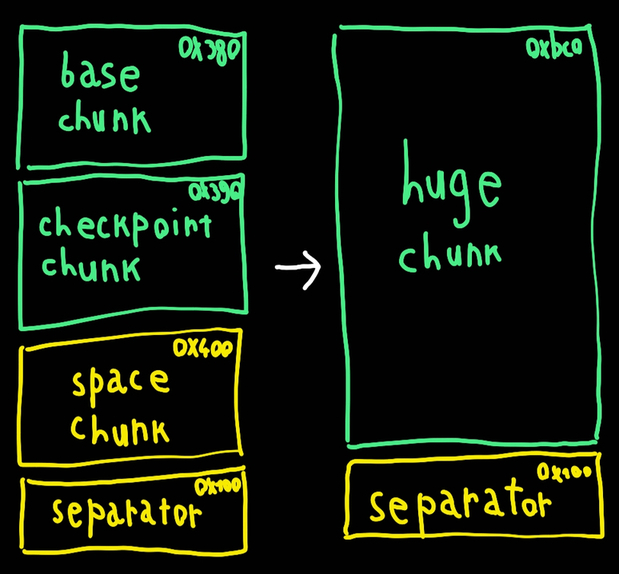 0x380
base
chunk
0x390
checkpoint
chunk
0x400
space
chunk
0x100
separator
0xbc0
huge
chunk
0x100
separator